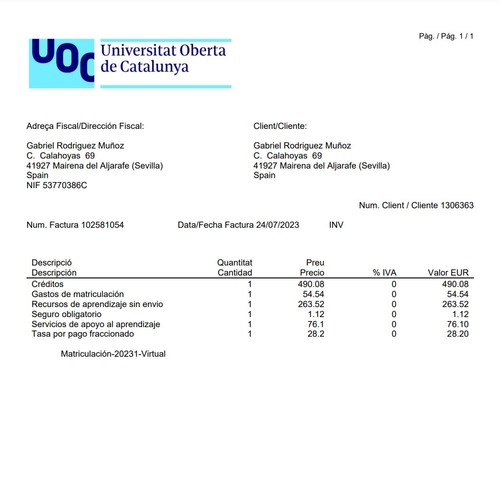 Pàg. / Pág. 1 / 1
UOC Universitat Oberta
de Catalunya
Adreça Fiscal/Dirección Fiscal:
Gabriel Rodriguez Muñoz
C. Calahoyas 69
41927 Mairena del Aljarafe (Sevilla)
Spain
NIF 53770386C
Client/Cliente:
Gabriel Rodriguez Muñoz
C. Calahoyas 69
41927 Mairena del Aljarafe (Sevilla)
Spain
Num. Client / Cliente 1306363
Num. Factura 102581054 Data/Fecha Factura 24/07/2023 INV
Descripció Quantitat Preu
Descripción Cantidad Precio % IVA Valor EUR
Créditos 1 490.08 0 490.08
Gastos de matriculación 1 54.54 0 54.54
Recursos de aprendizaje sin envio 1 263.52 0 263.52
Seguro obligatorio 1 1.12 0 1.12
Servicios de apoyo al aprendizaje 1 76.1 0 76.10
Tasa por pago fraccionado 1 28.2 0 28.20
Matriculación-20231-Virtual